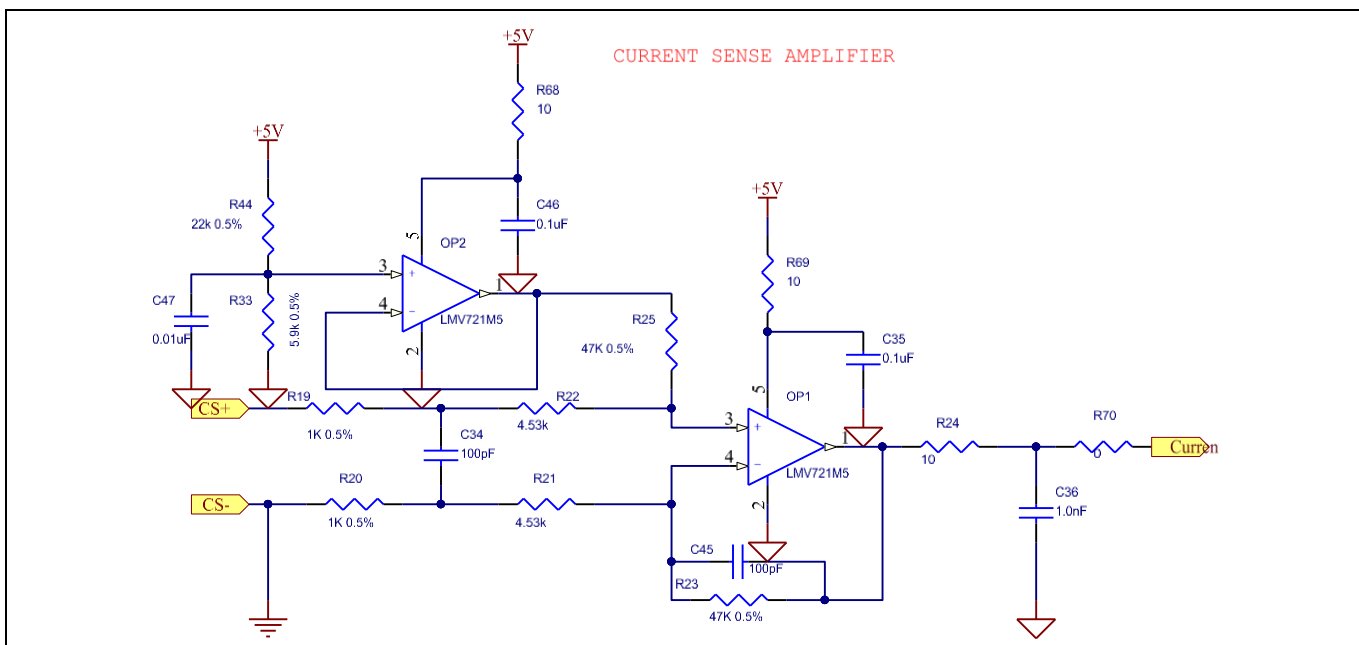 CURRENT SENSE AMPLIFIER
+5V
R68
10
+5V
R44
22k 0.5%
C46
0.1uF
+5V
5
OP2
3
+
1
4
-
LMV721M5
2
C47
0.01uF
R33
5.9k 0.5%
R69
10
R25
47K 0.5%
C35
0.1uF
CS+
R19
1K 0.5%
R22
4.53k
5
OP1
3
+
1
4
-
LMV721M5
2
C34
100pF
R24
10
R70
0
Curren
CS-
R20
1K 0.5%
R21
4.53k
C36
1.0nF
C45
100pF
R23
47K 0.5%